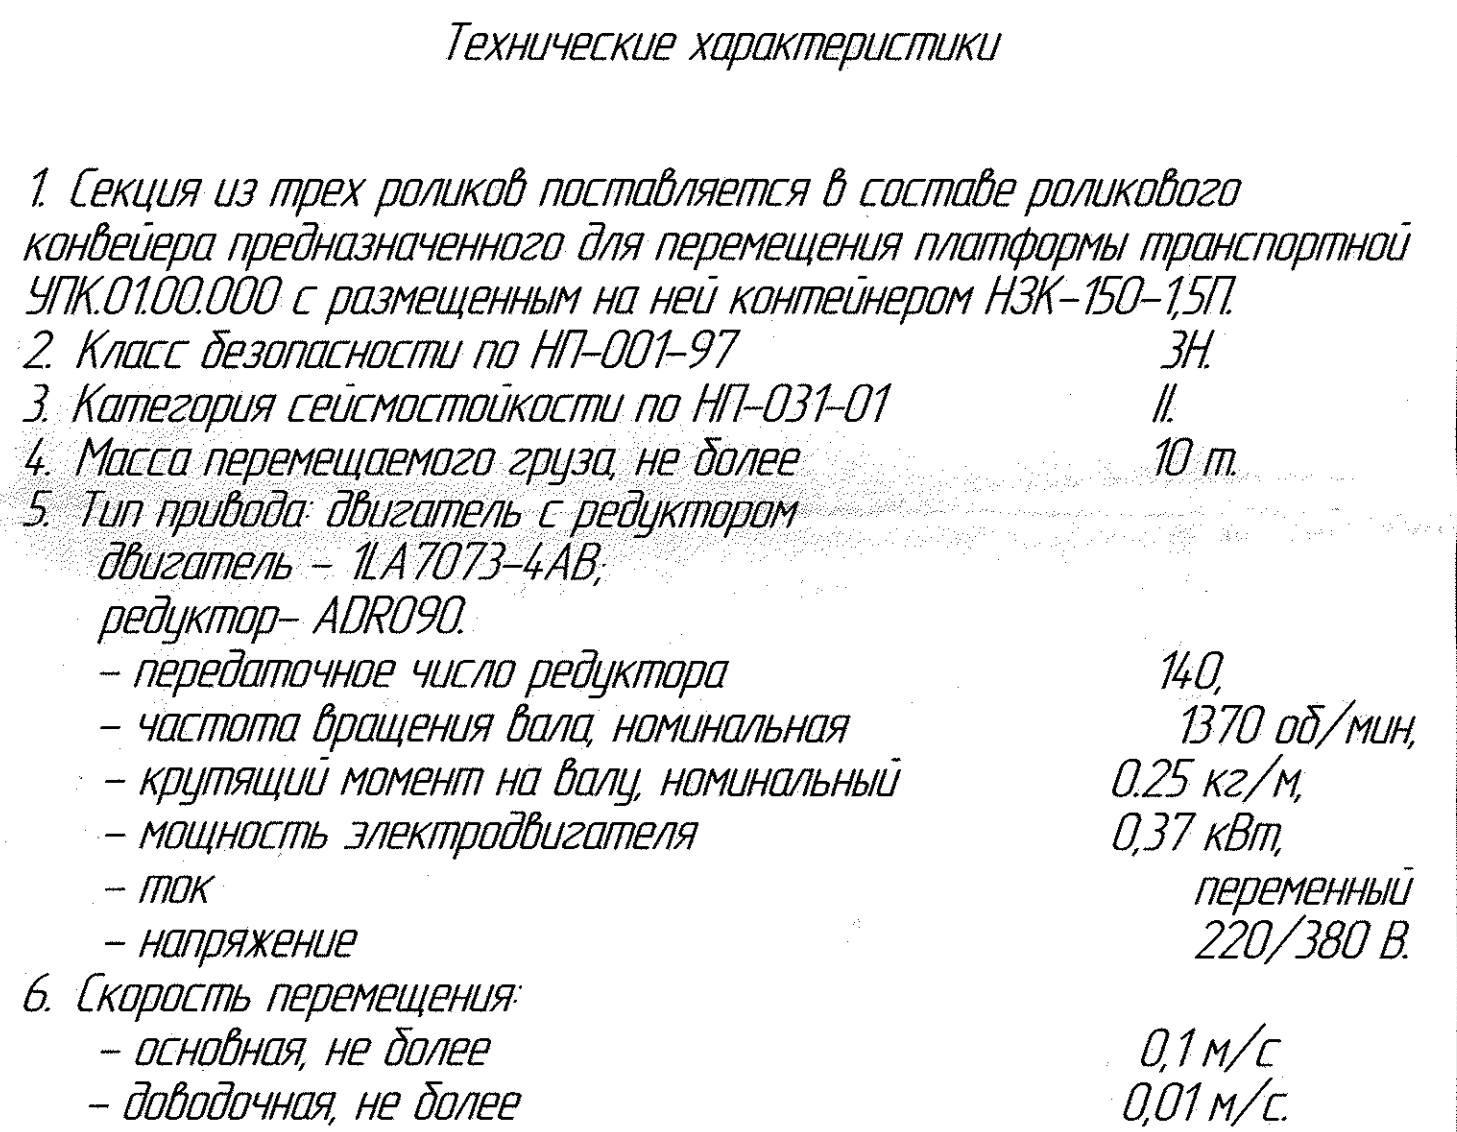 Технические характеристики
1. Секция из трех роликов поставляется в составе роликового
конвейера предназначенного для перемещения платформы транспортной
УПК.01.00.000 с размещенным на ней контейнером НЗК-150-1,5П.
2. Класс безопасности по НП-001-97 3Н.
3. Категория сейсмостойкости по НП-031-01 II.
4. Масса перемещаемого груза, не более 10 т.
5. Тип привода: двигатель с редуктором
двигатель - 1LA7073-4AB;
редуктор- ADR090.
- передаточное число редуктора 140,
- частота вращения вала, номинальная 1370 об/мин,
- крутящий момент на валу, номинальный 0.25 кг/м,
- мощность электродвигателя 0,37 кВт,
- ток переменный
- напряжение 220/380 В.
6. Скорость перемещения:
- основная, не более 0,1 м/с
- доводочная, не более 0,01 м/с.